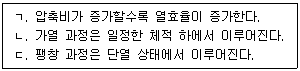 ㄱ. 압축비가 증가할수록 열효율이 증가한다.
ㄴ. 가열 과정은 일정한 체적 하에서 이루어진다.
ㄷ. 팽창 과정은 단열 상태에서 이루어진다.